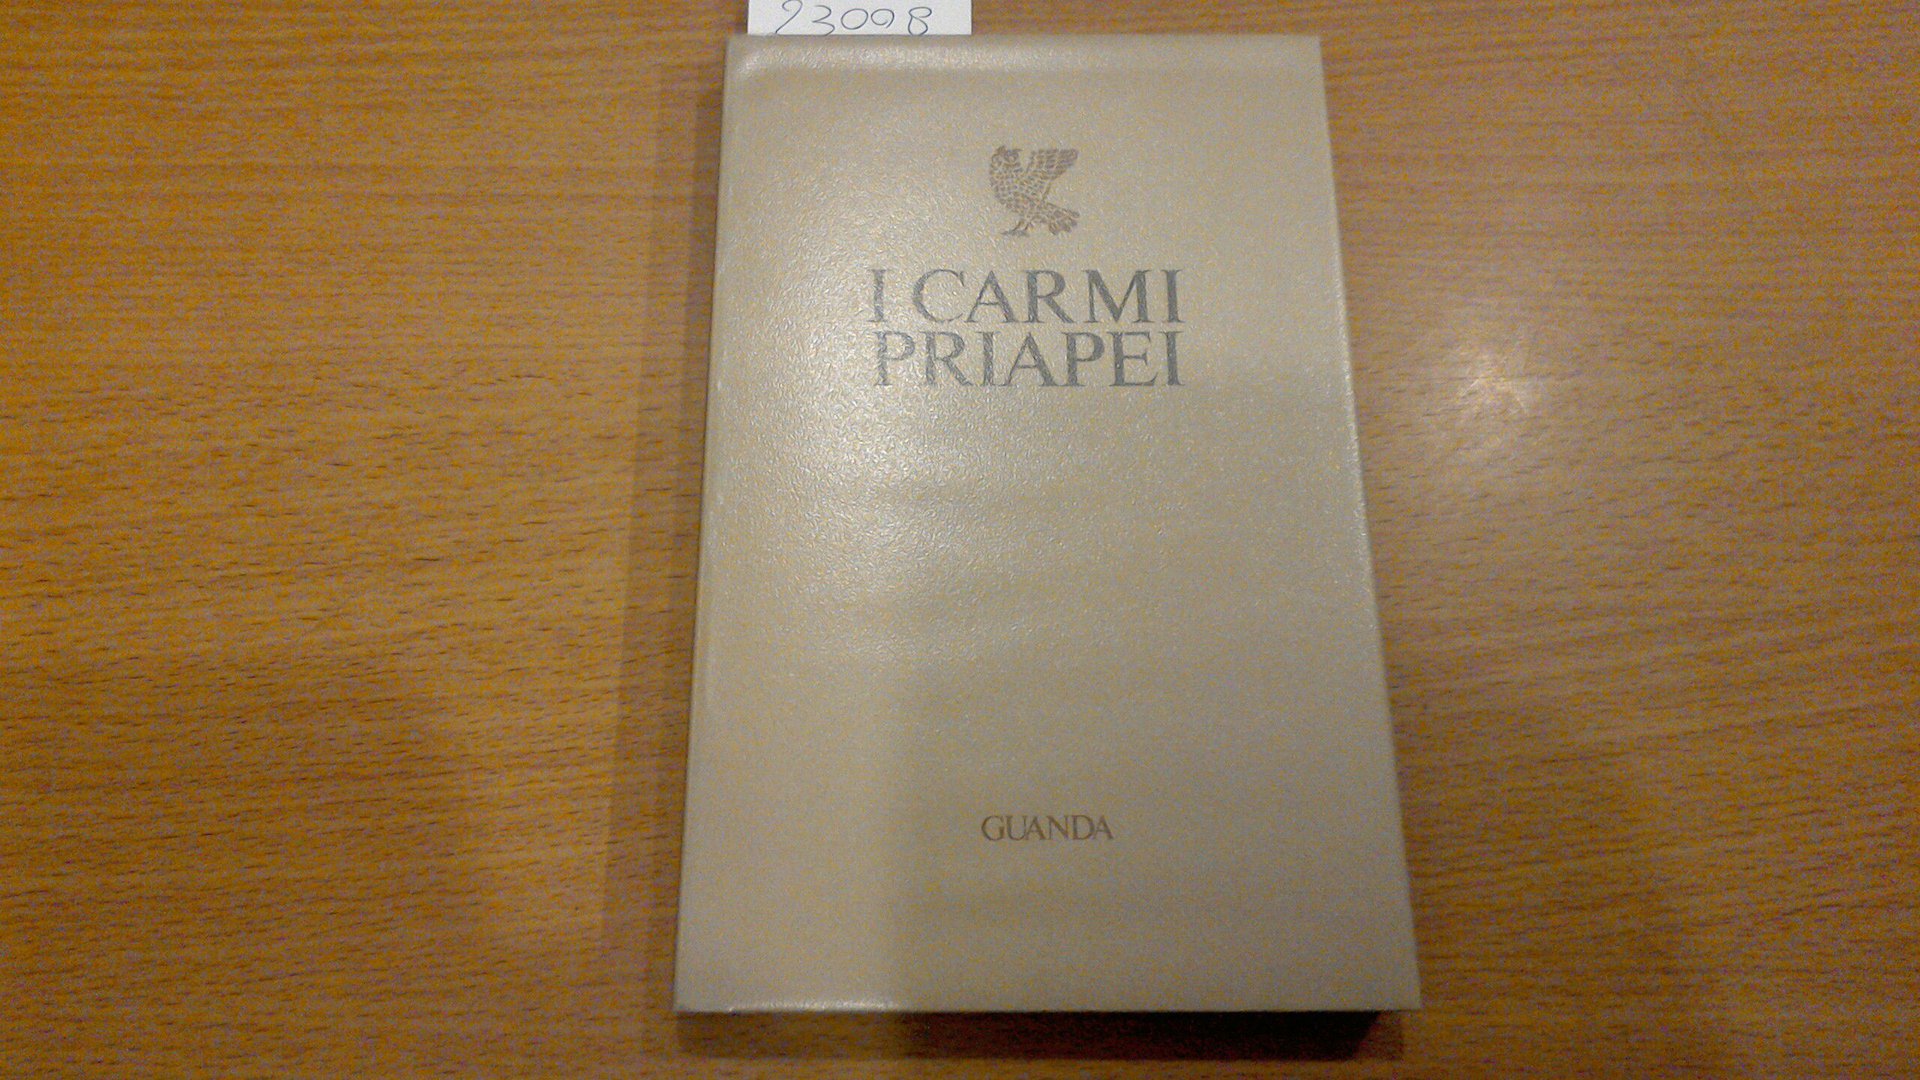 23098
I CARMI
PRIAPEI
GUANDA